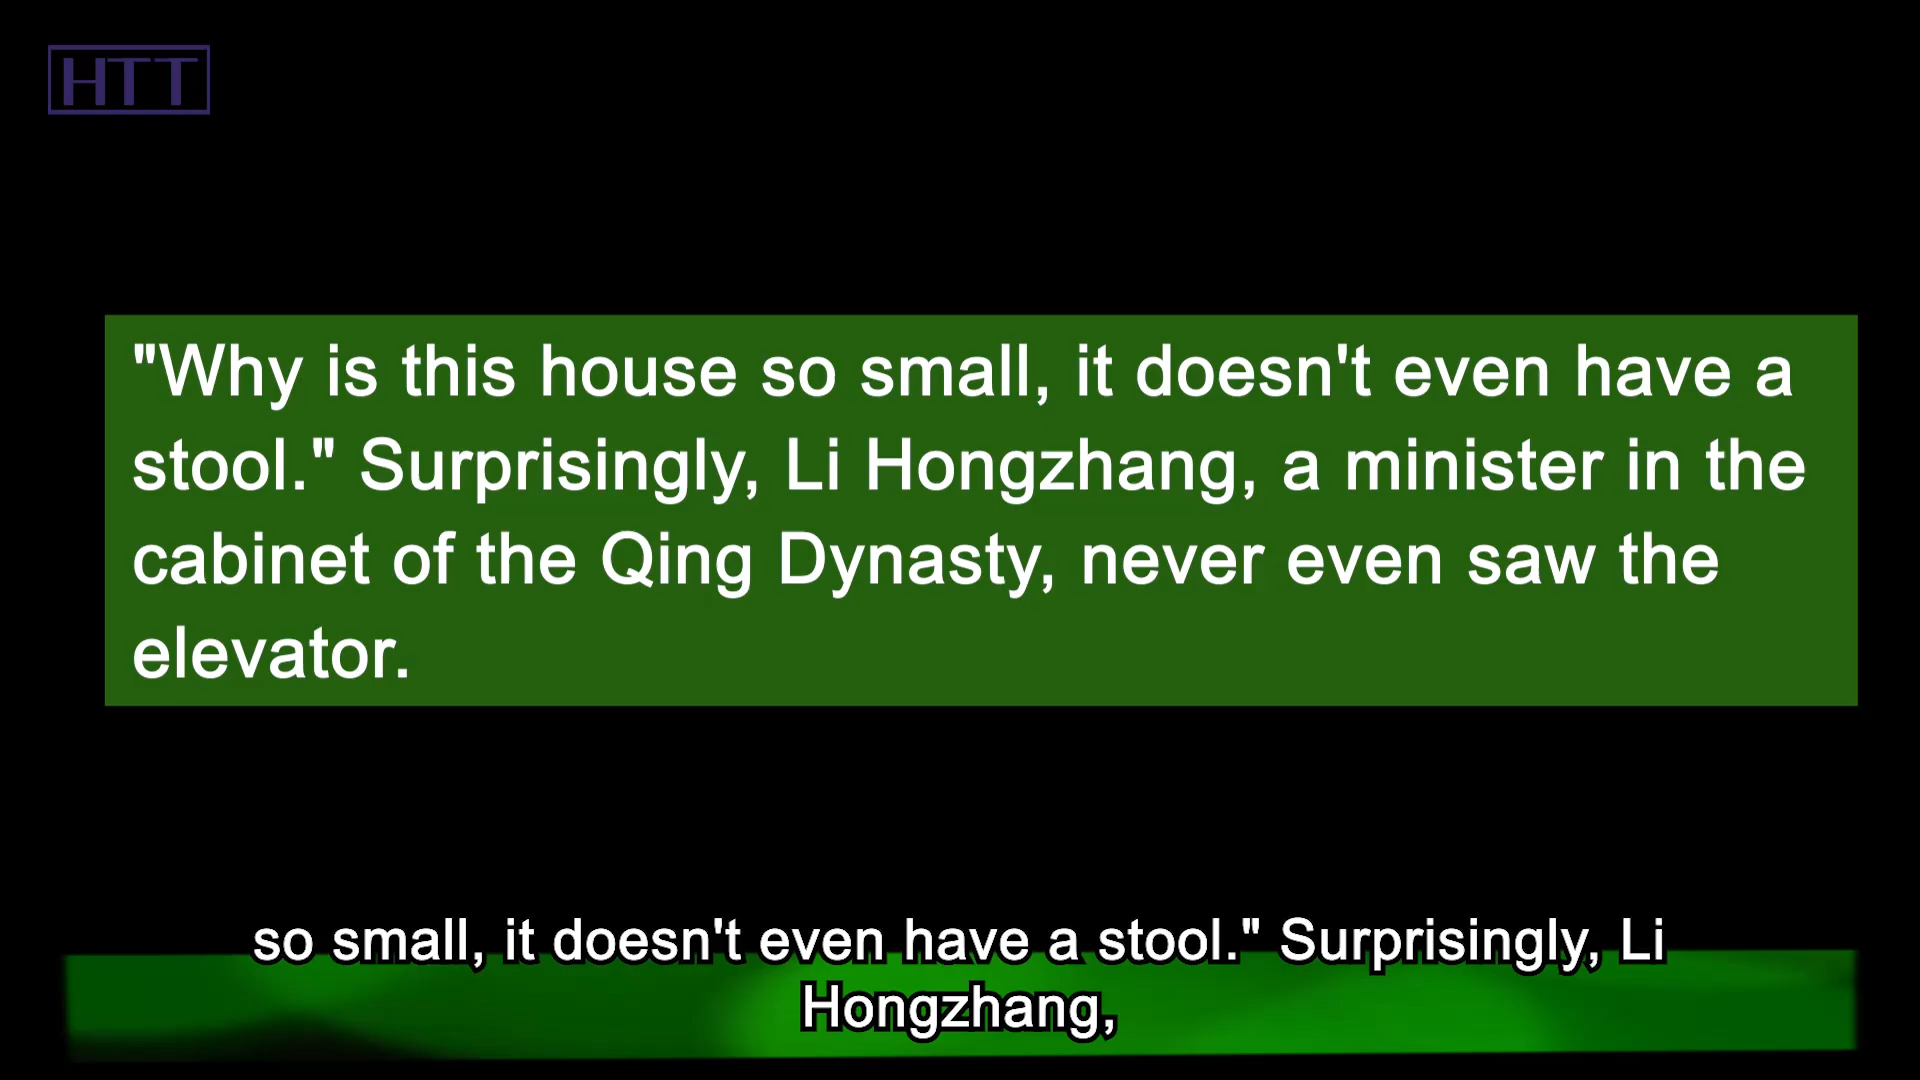 HTT
"Why is this house so small, it doesn't even have a
stool." Surprisingly, Li Hongzhang, a minister in the
cabinet of the Qing Dynasty, never even saw the
elevator.
so small, it doesn't even have a stool." Surprisingly, Li
Hongzhang,